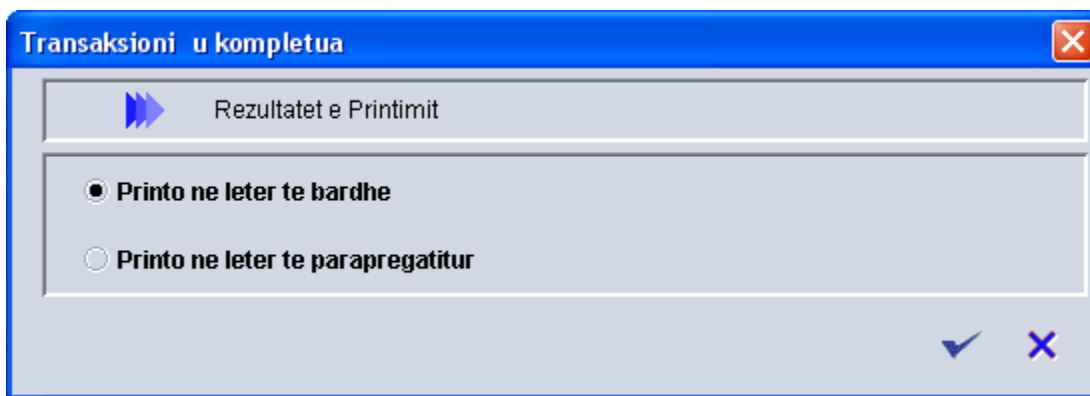 Transaksioni u kompletua
Rezultatet e Printimit
Printo ne leter te bardhe
Printo ne leter te parapregatitur